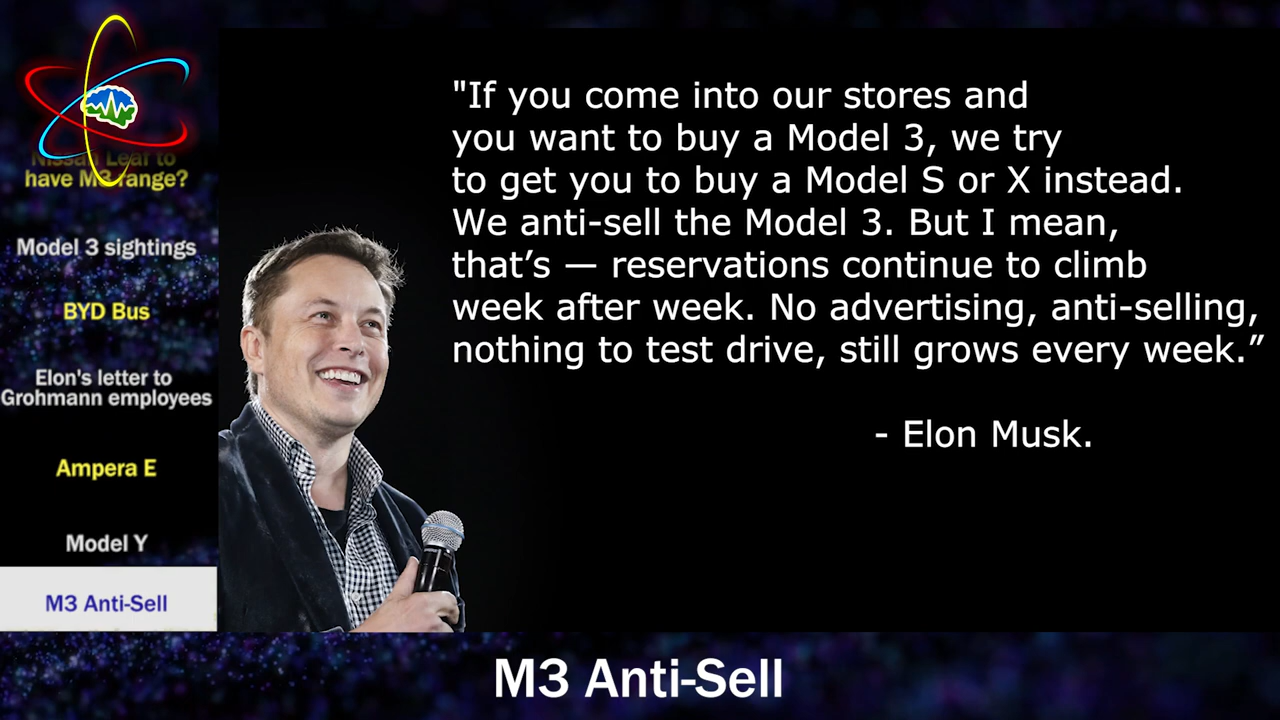 Nissan Leaf to
have M3 range?
Model 3 sightings
BYD Bus
Elon's letter to
Grohmann employees
Ampera E
Model Y
M3 Anti-Sell
"If you come into our stores and
you want to buy a Model 3, we try
to get you to buy a Model S or X instead.
We anti-sell the Model 3. But I mean,
that’s — reservations continue to climb
week after week. No advertising, anti-selling,
nothing to test drive, still grows every week.”
- Elon Musk.
M3 Anti-Sell